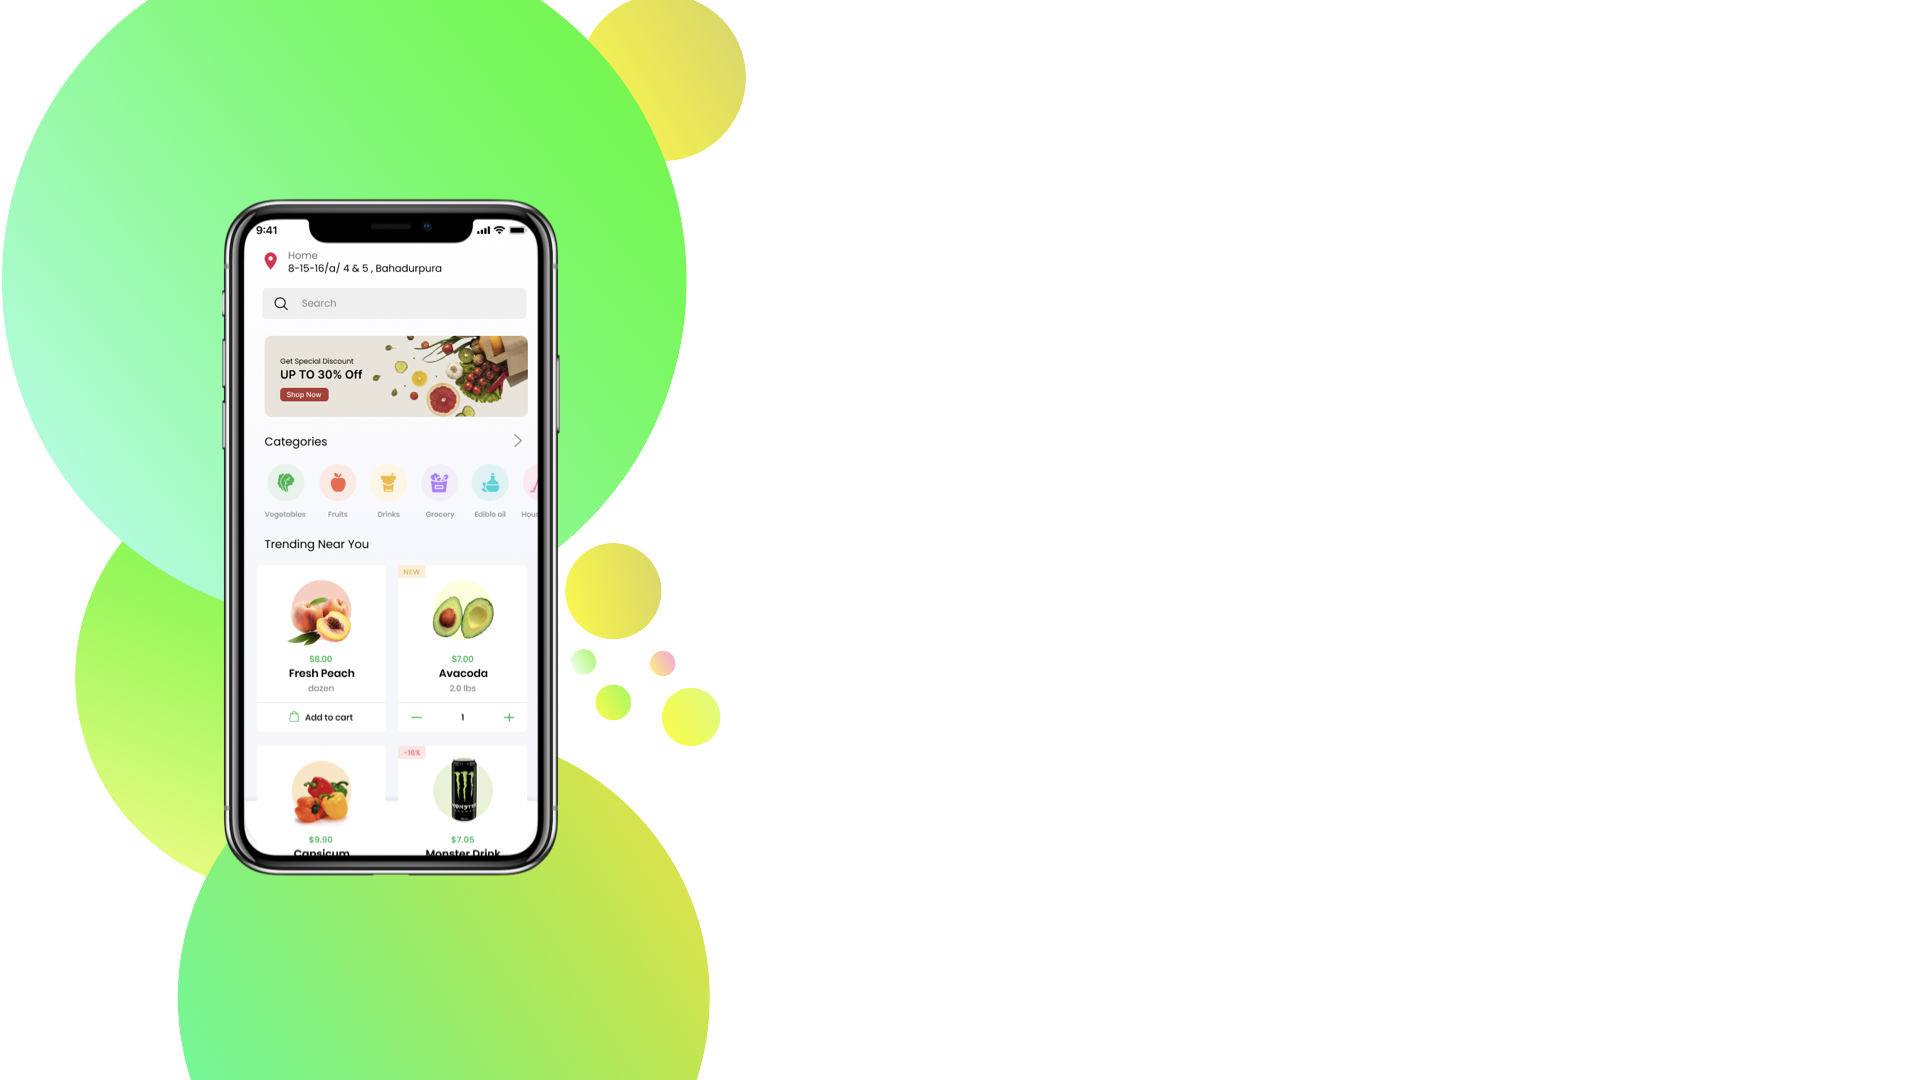 9:41
Home
8-15-16/a/ 4 & 5 , Bahadurpura
Search
Get Special Discount
UP TO 30% Off
Shop Now
Categories
Vegetables Fruits Drinks Grocery Edible oil Hou
Trending Near You
NEW
$8.00 $7.00
Fresh Peach Avacoda
dozen 2.0 lbs
Add to cart 1
-16%
MONSTER
$9.90 $7.05
Capsicum Monster Drink